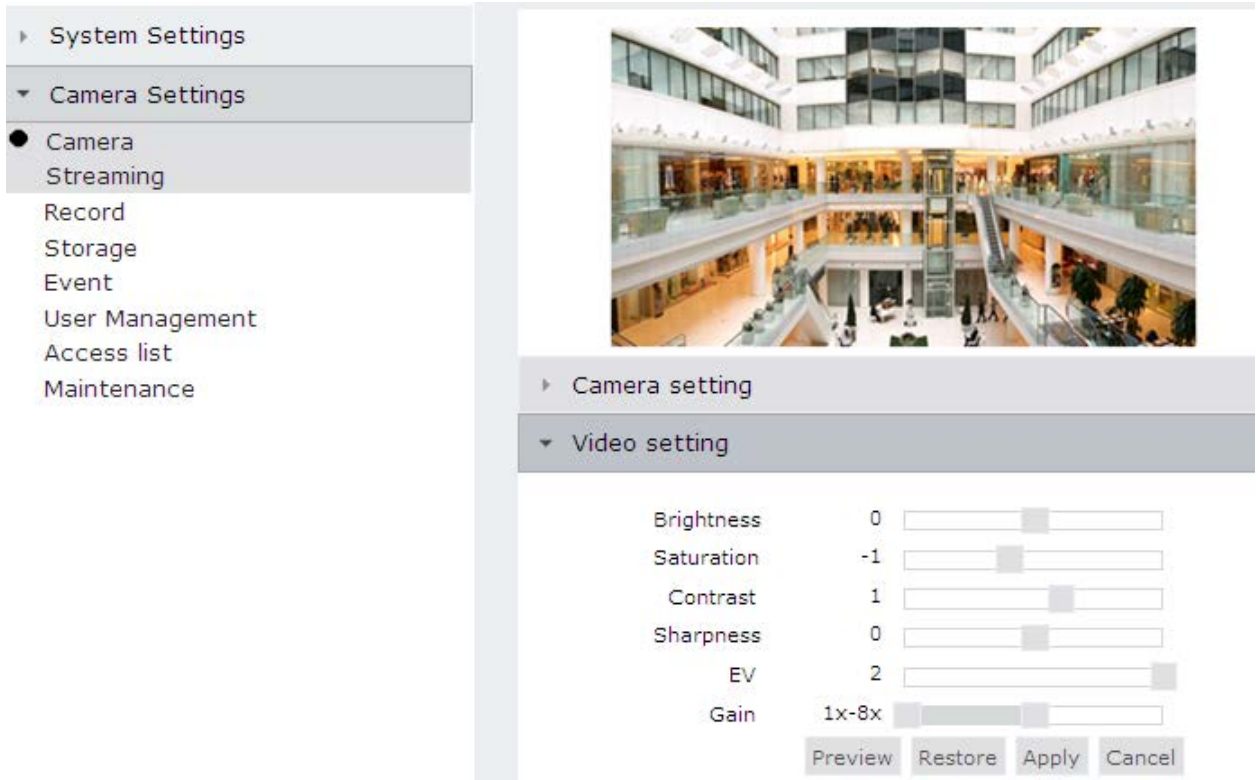 System Settings
Camera Settings
Camera
Streaming
Record
Storage
Event
User Management
Access list
Maintenance
Camera setting
Video setting
Brightness 0
Saturation -1
Contrast 1
Sharpness 0
EV 2
Gain 1x-8x
Preview Restore Apply Cancel